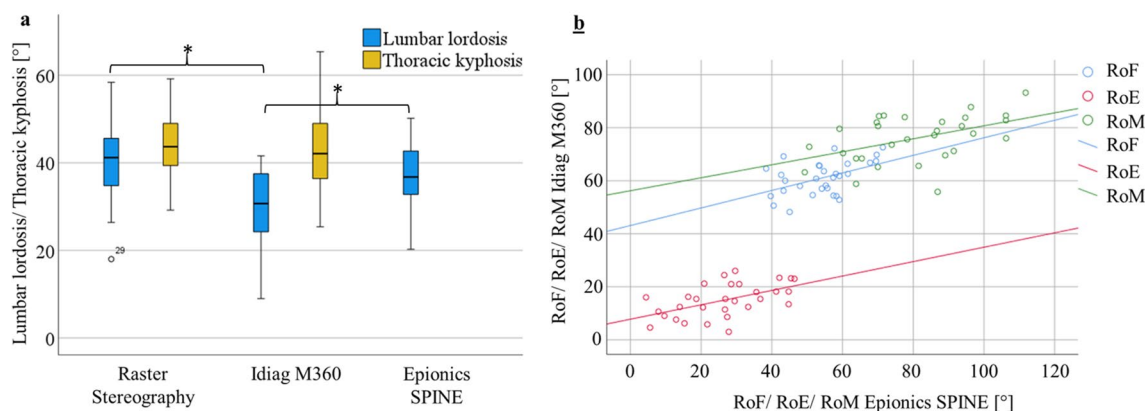 a
Lumbar lordosis/ Thoracic kyphosis [°]
60
40
20
0
*
*
29
Lumbar lordosis
Thoracic kyphosis
Raster
Stereography
Idiag M360
Epionics
SPINE
b
RoF/ RoE/ RoM Idiag M360 [°]
100
80
60
40
20
0
0 20 40 60 80 100 120
RoF/ RoE/ RoM Epionics SPINE [°]
RoF
RoE
RoM
RoF
RoE
RoM